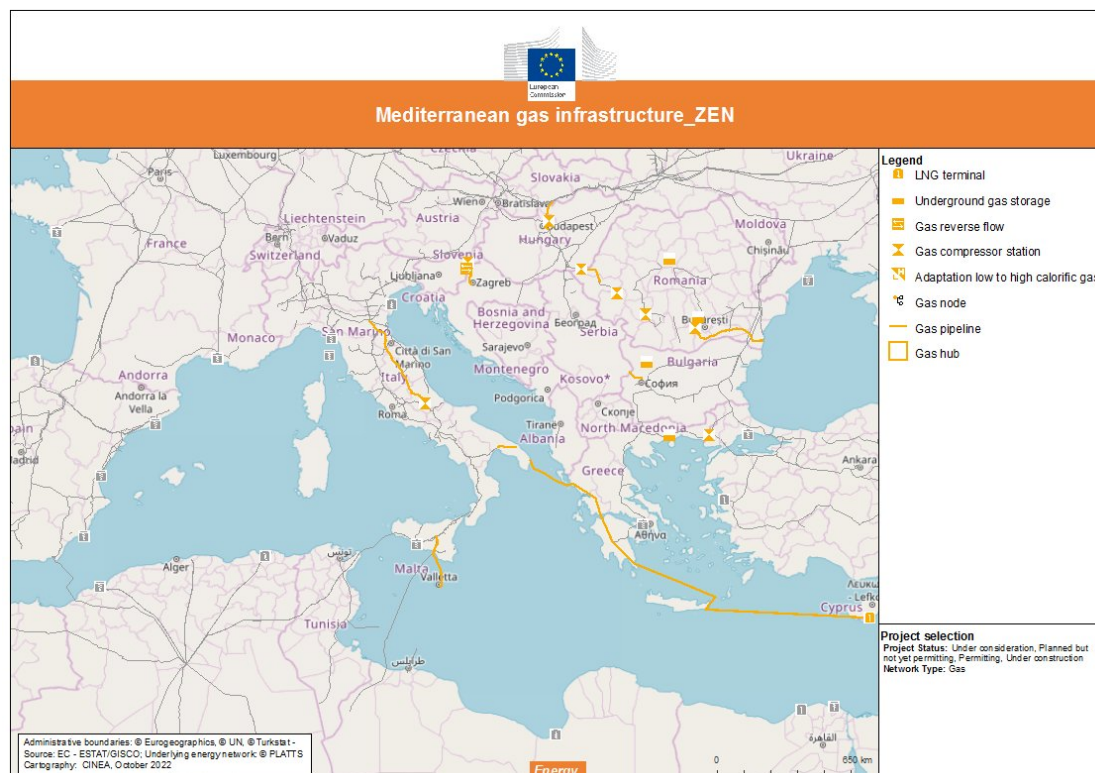 European
Commission
Mediterranean gas infrastructure_ZEN
Legend
LNG terminal
Underground gas storage
Gas reverse flow
Gas compressor station
Adaptation low to high calorific gas
Gas node
Gas pipeline
Gas hub
Project selection
Project Status: Under consideration, Planned but
not yet permitting, Permitting, Under construction
Network Type: Gas
Luxembourg
Czechia
Ukraine
Paris
Slovakia
Wien
Bratislava
Liechtenstein
Austria
Budapest
Moldova
Bern
Vaduz
Hungary
Chișinău
France
Switzerland
Slovenia
Ljubljana
Zagreb
Romania
Croatia
Bosnia and
Herzegovina
Београд
București
San Marino
Serbia
Monaco
Città di San
Marino
Sarajevo
Bulgaria
Andorra
Italy
Montenegro
Kosovo*
София
Andorra la
Vella
Podgorica
Roma
Скопје
Tirane
North Macedonia
Albania
Ankara
Greece
Αθήνα
Alger
تونس
Malta
Valletta
Cyprus
Tunisia
طرابلس
القاهرة
Administrative boundaries: © Eurogeographics, © UN, © Turkstat -
Source: EC - ESTAT/GISCO; Underlying energy network: © PLATTS
Cartography: CINEA, October 2022
Energy
0 650 km